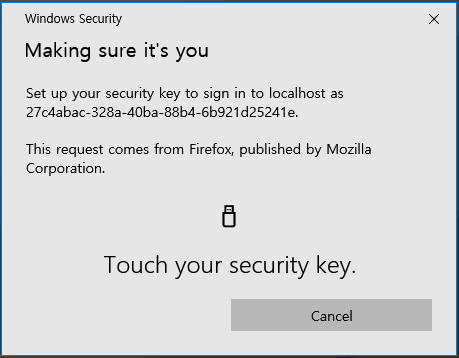 Windows Security
Making sure it's you
Set up your security key to sign in to localhost as
27c4abac-328a-40ba-88b4-6b921d25241e.
This request comes from Firefox, published by Mozilla
Corporation.
Touch your security key.
Cancel